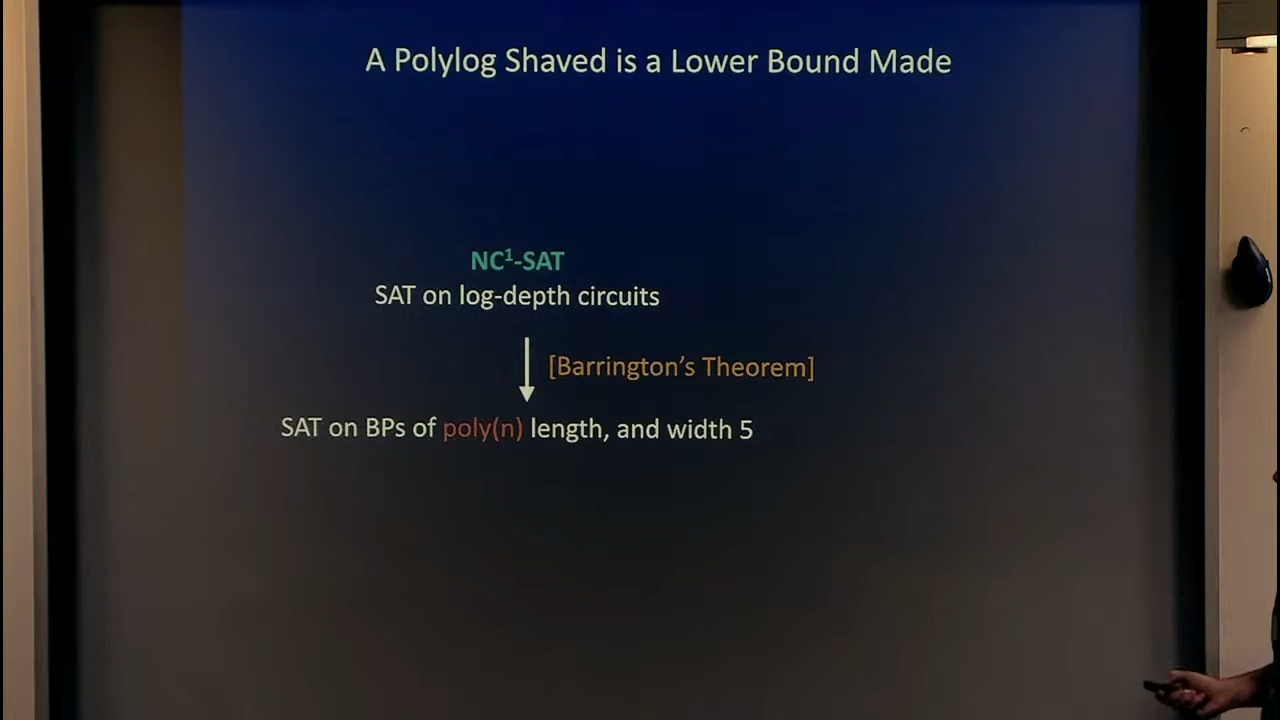 A Polylog Shaved is a Lower Bound Made
NC¹-SAT
SAT on log-depth circuits
[Barrington's Theorem]
SAT on BPs of poly(n) length, and width 5